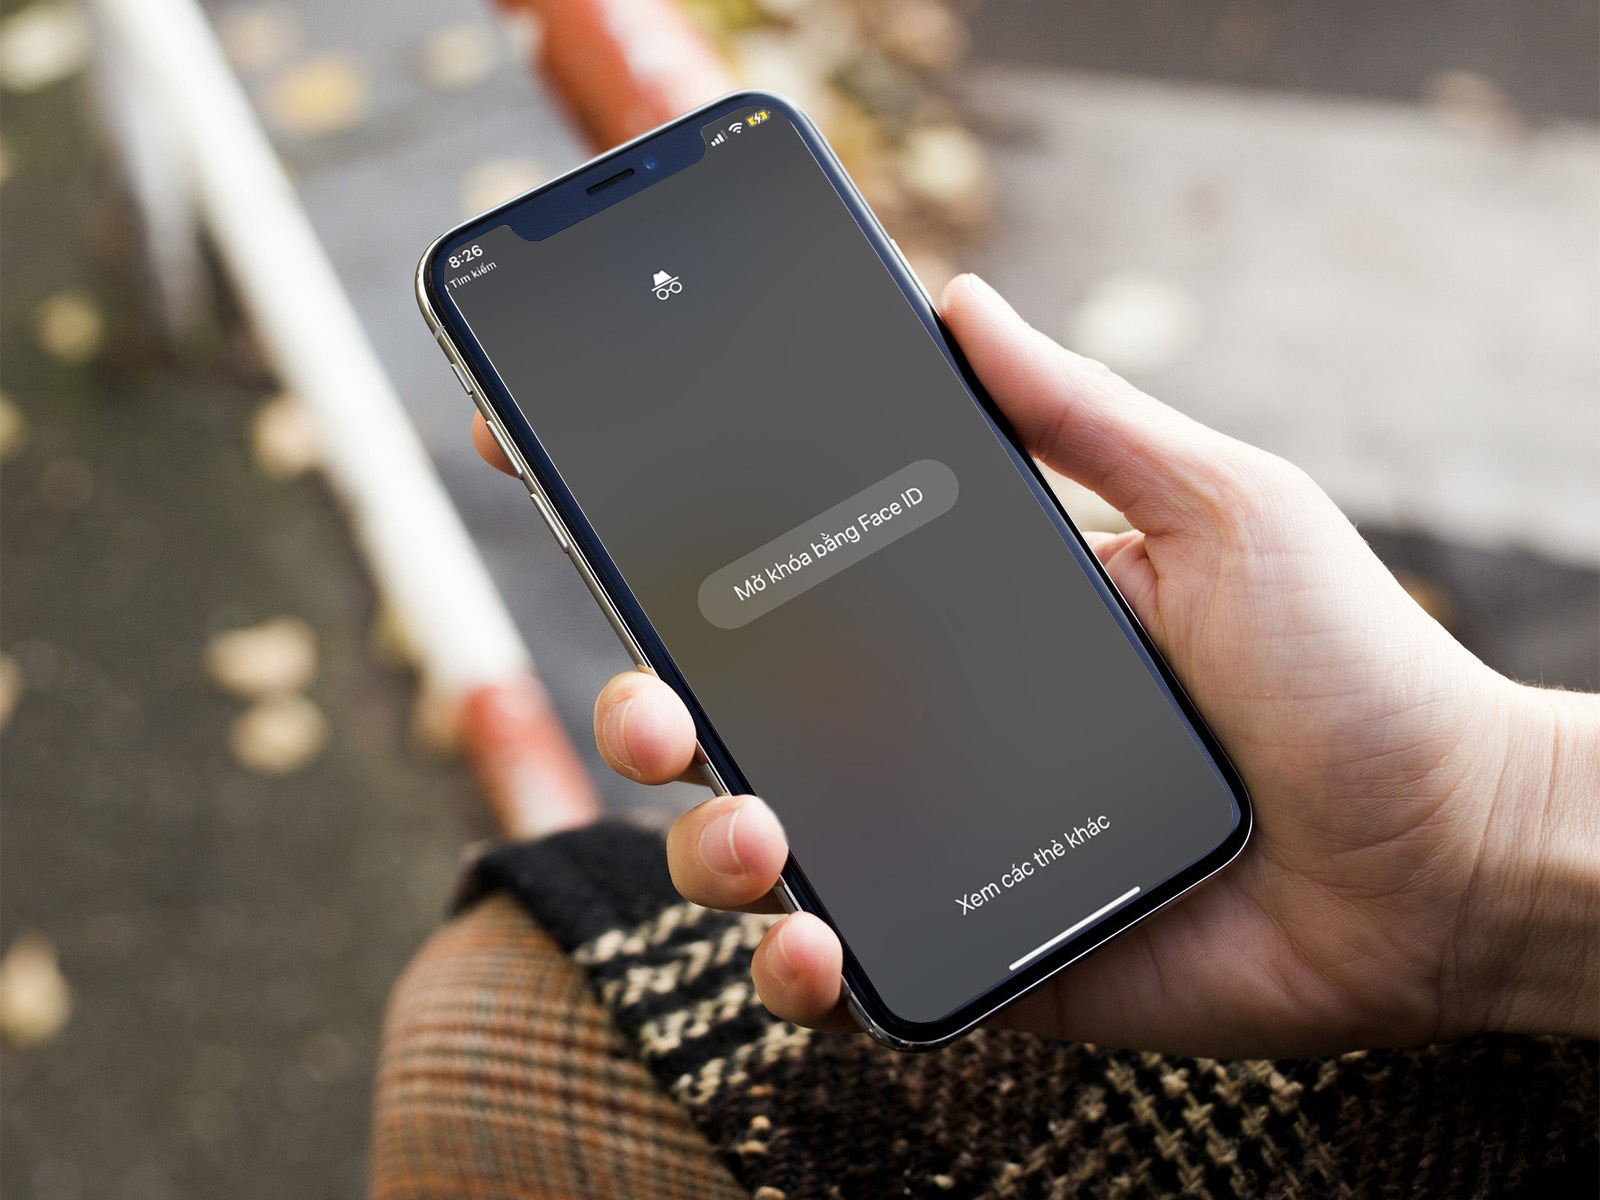 8:26
Tìm kiếm
Mở khóa bằng Face ID
Xem các thẻ khác